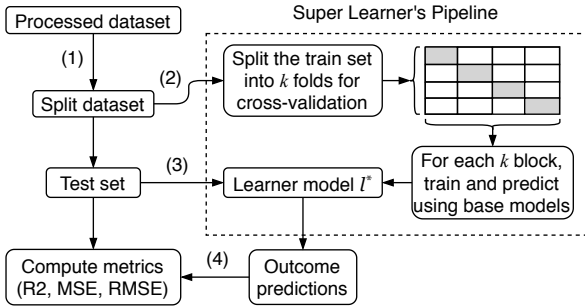 Super Learner's Pipeline
Processed dataset
(1)
(2)
Split dataset
Split the train set
into k folds for
cross-validation
(3)
Test set
Learner model l*
For each k block,
train and predict
using base models
(4)
Compute metrics
(R2, MSE, RMSE)
Outcome
predictions